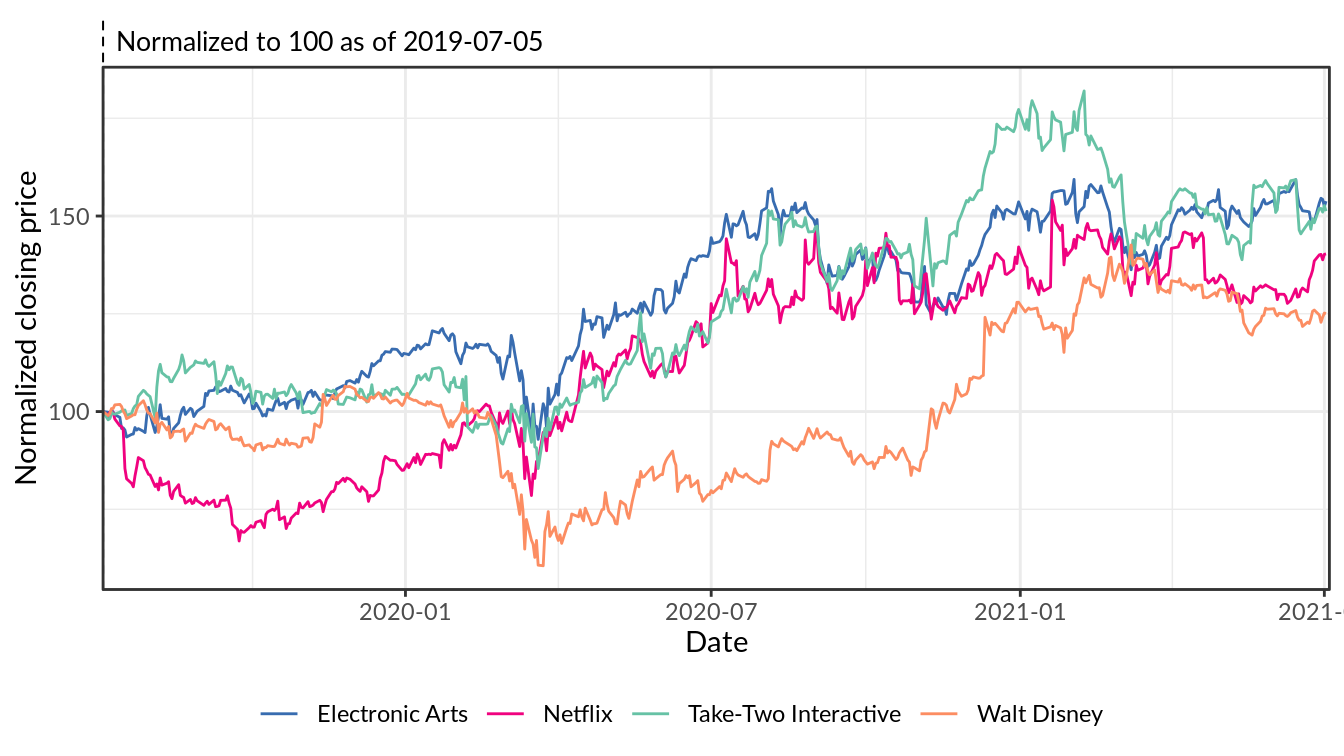 Normalized to 100 as of 2019-07-05
Normalized closing price
150
100
2020-01
2020-07
2021-01
2021-
Date
Electronic Arts
Netflix
Take-Two Interactive
Walt Disney